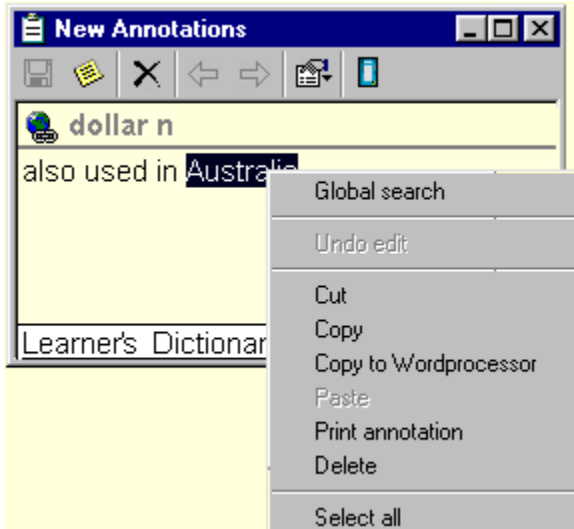 New Annotations
dollar n
also used in Australia
Learner's Dictionar
Global search
Undo edit
Cut
Copy
Copy to Wordprocessor
Paste
Print annotation
Delete
Select all